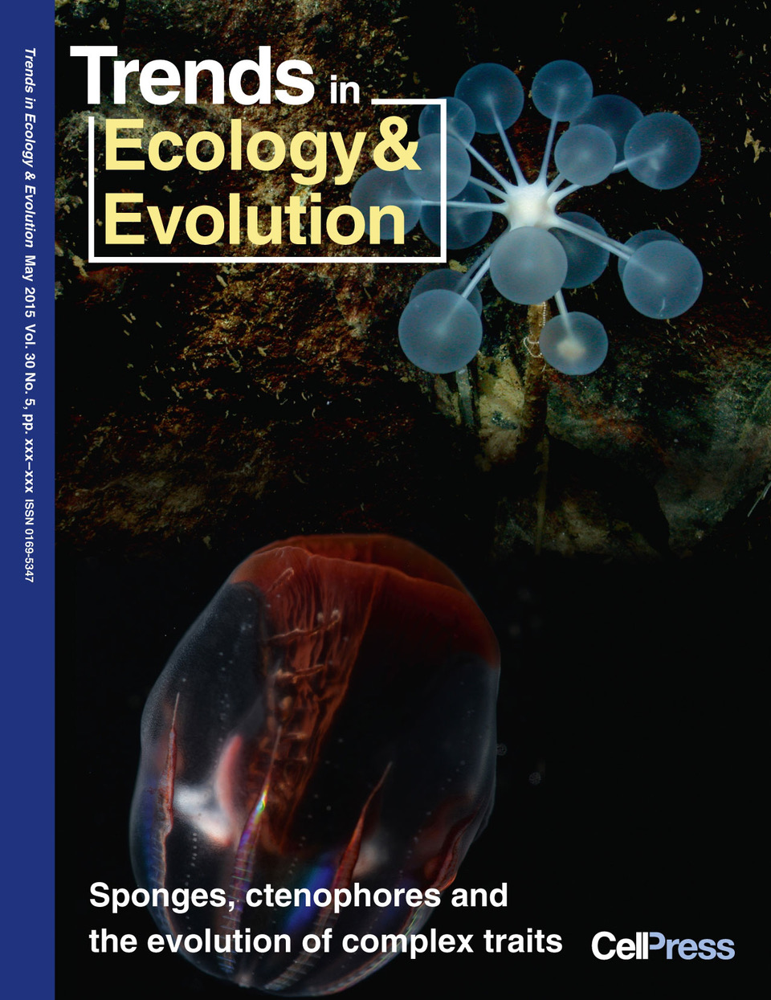 Trends in Ecology & Evolution May 2015 Vol. 30 No. 5, pp. xxx–xxx ISSN 0169-5347
Trends in
Ecology &
Evolution
Sponges, ctenophores and
the evolution of complex traits
CellPress